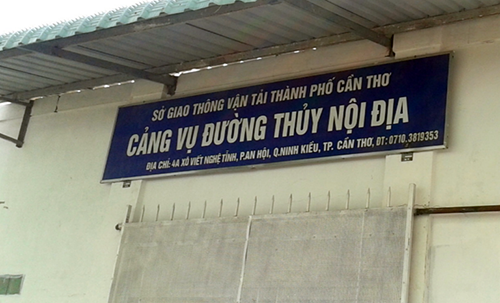 SỞ GIAO THÔNG VẬN TẢI THÀNH PHỐ CẦN THƠ
CẢNG VỤ ĐƯỜNG THỦY NỘI ĐỊA
ĐỊA CHỈ: 4A XÔ VIẾT NGHỆ TĨNH, P.AN HỘI, Q.NINH KIỀU, TP. CẦN THƠ, ĐT: 0710.3819353